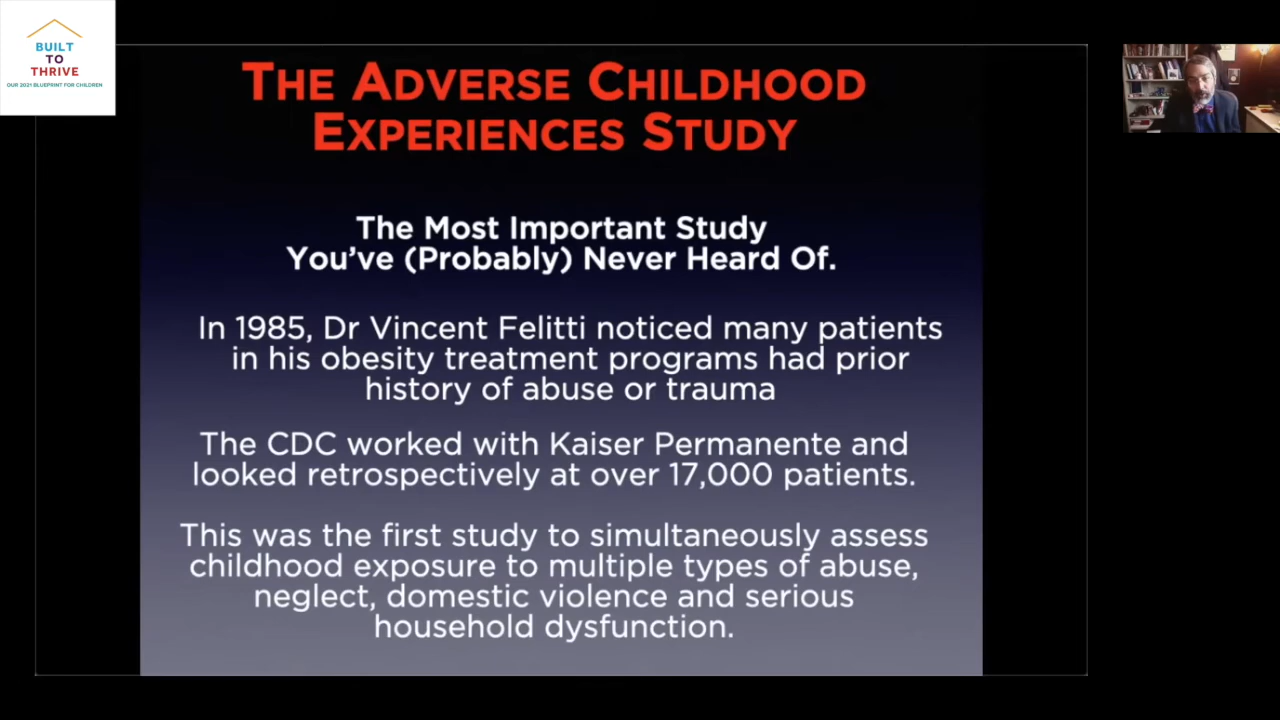 BUILT
TO
THRIVE
OUR 2021 BLUEPRINT FOR CHILDREN
THE ADVERSE CHILDHOOD
EXPERIENCES STUDY
The Most Important Study
You've (Probably) Never Heard Of.
In 1985, Dr Vincent Felitti noticed many patients
in his obesity treatment programs had prior
history of abuse or trauma
The CDC worked with Kaiser Permanente and
looked retrospectively at over 17,000 patients.
This was the first study to simultaneously assess
childhood exposure to multiple types of abuse,
neglect, domestic violence and serious
household dysfunction.